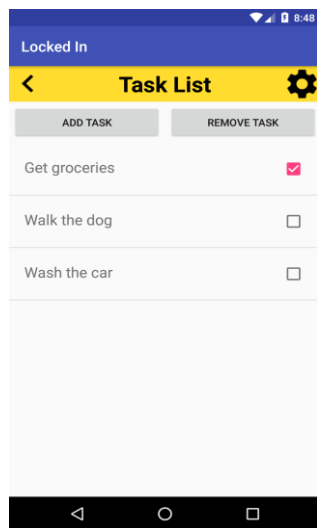 8:48
Locked In
Task List
ADD TASK REMOVE TASK
Get groceries
Walk the dog
Wash the car